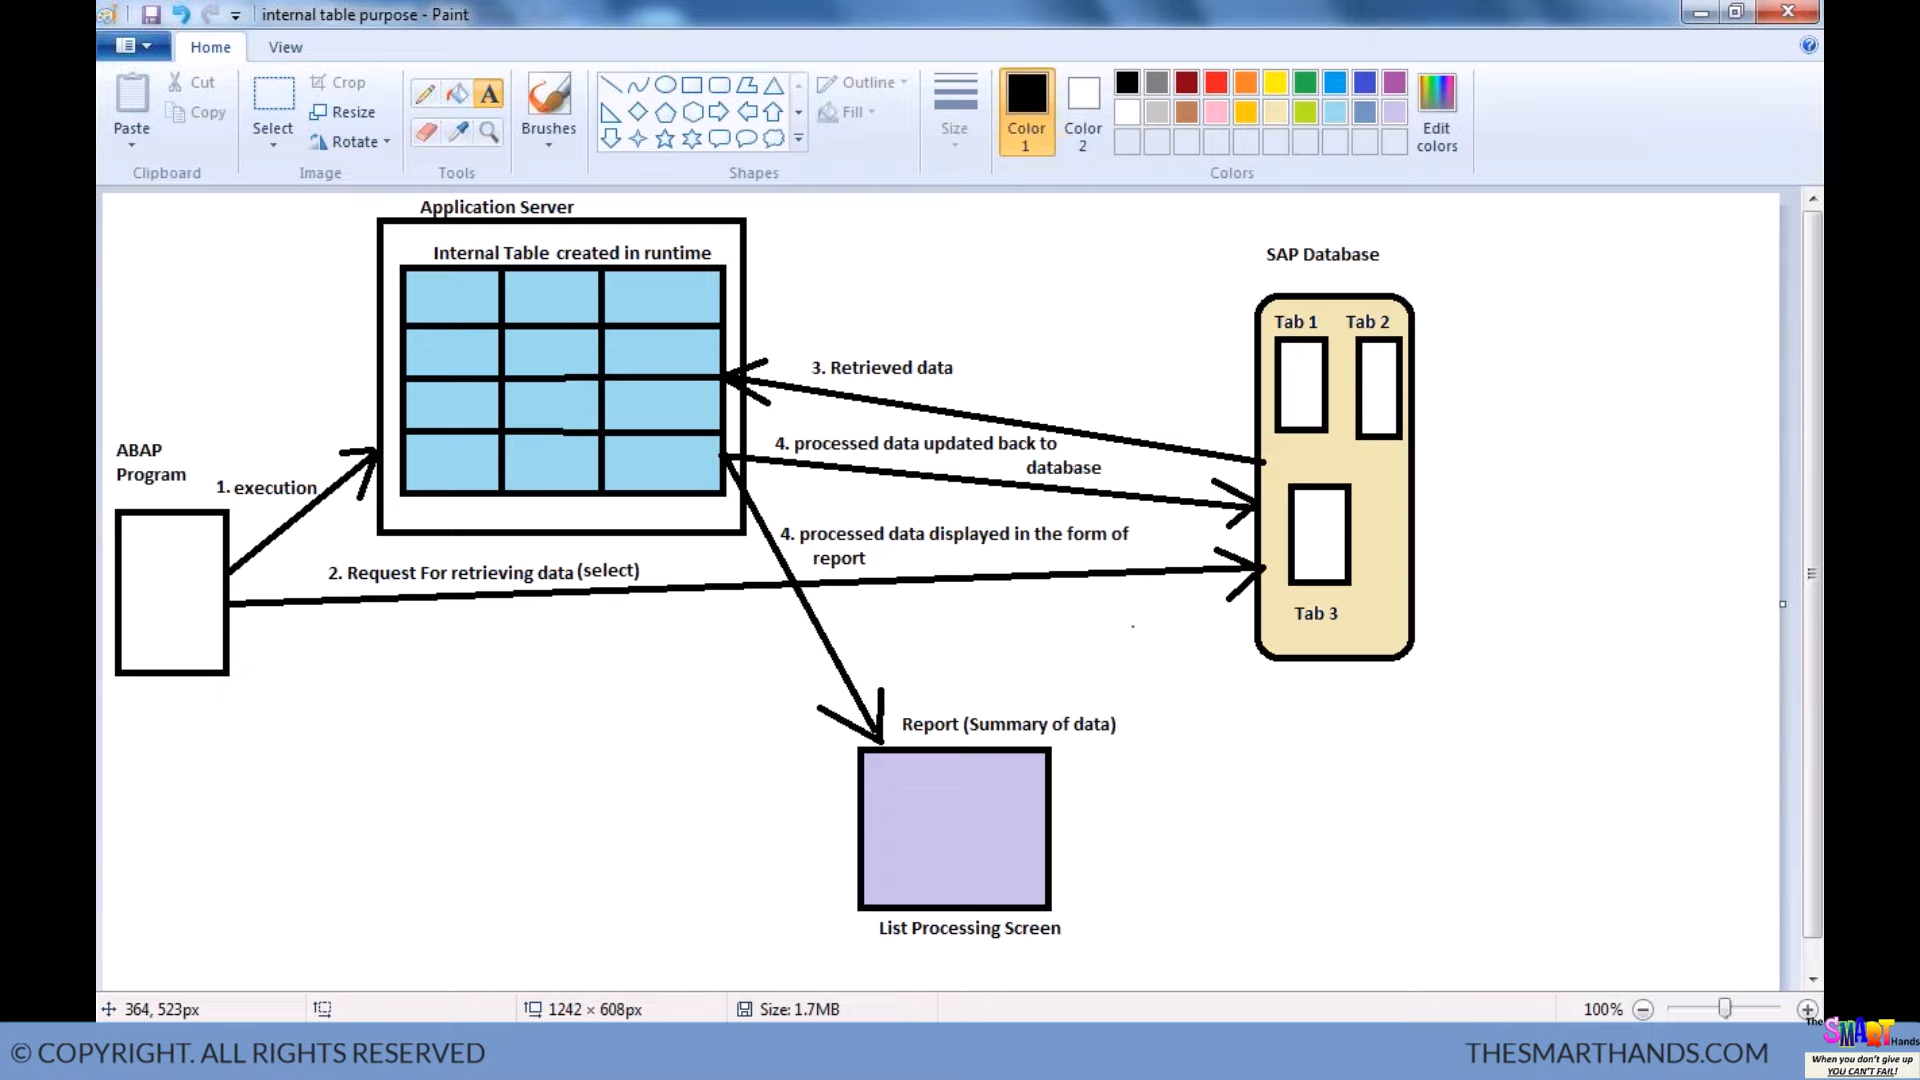 internal table purpose - Paint
Home
View
Paste
Cut
Copy
Clipboard
Select
Crop
Resize
Rotate
Image
A
Tools
Brushes
Shapes
Outline
Fill
Size
Color
1
Color
2
Edit
colors
Colors
Application Server
Internal Table created in runtime
SAP Database
Tab 1
Tab 2
3. Retrieved data
4. processed data updated back to
database
ABAP
Program
1. execution
4. processed data displayed in the form of
report
2. Request For retrieving data (select)
Tab 3
Report (Summary of data)
List Processing Screen
364, 523px
1242 × 608px
Size: 1.7MB
100%
© COPYRIGHT. ALL RIGHTS RESERVED
THESMARTHANDS.COM
The
SMART
Hands
When you don't give up
YOU CAN'T FAIL!